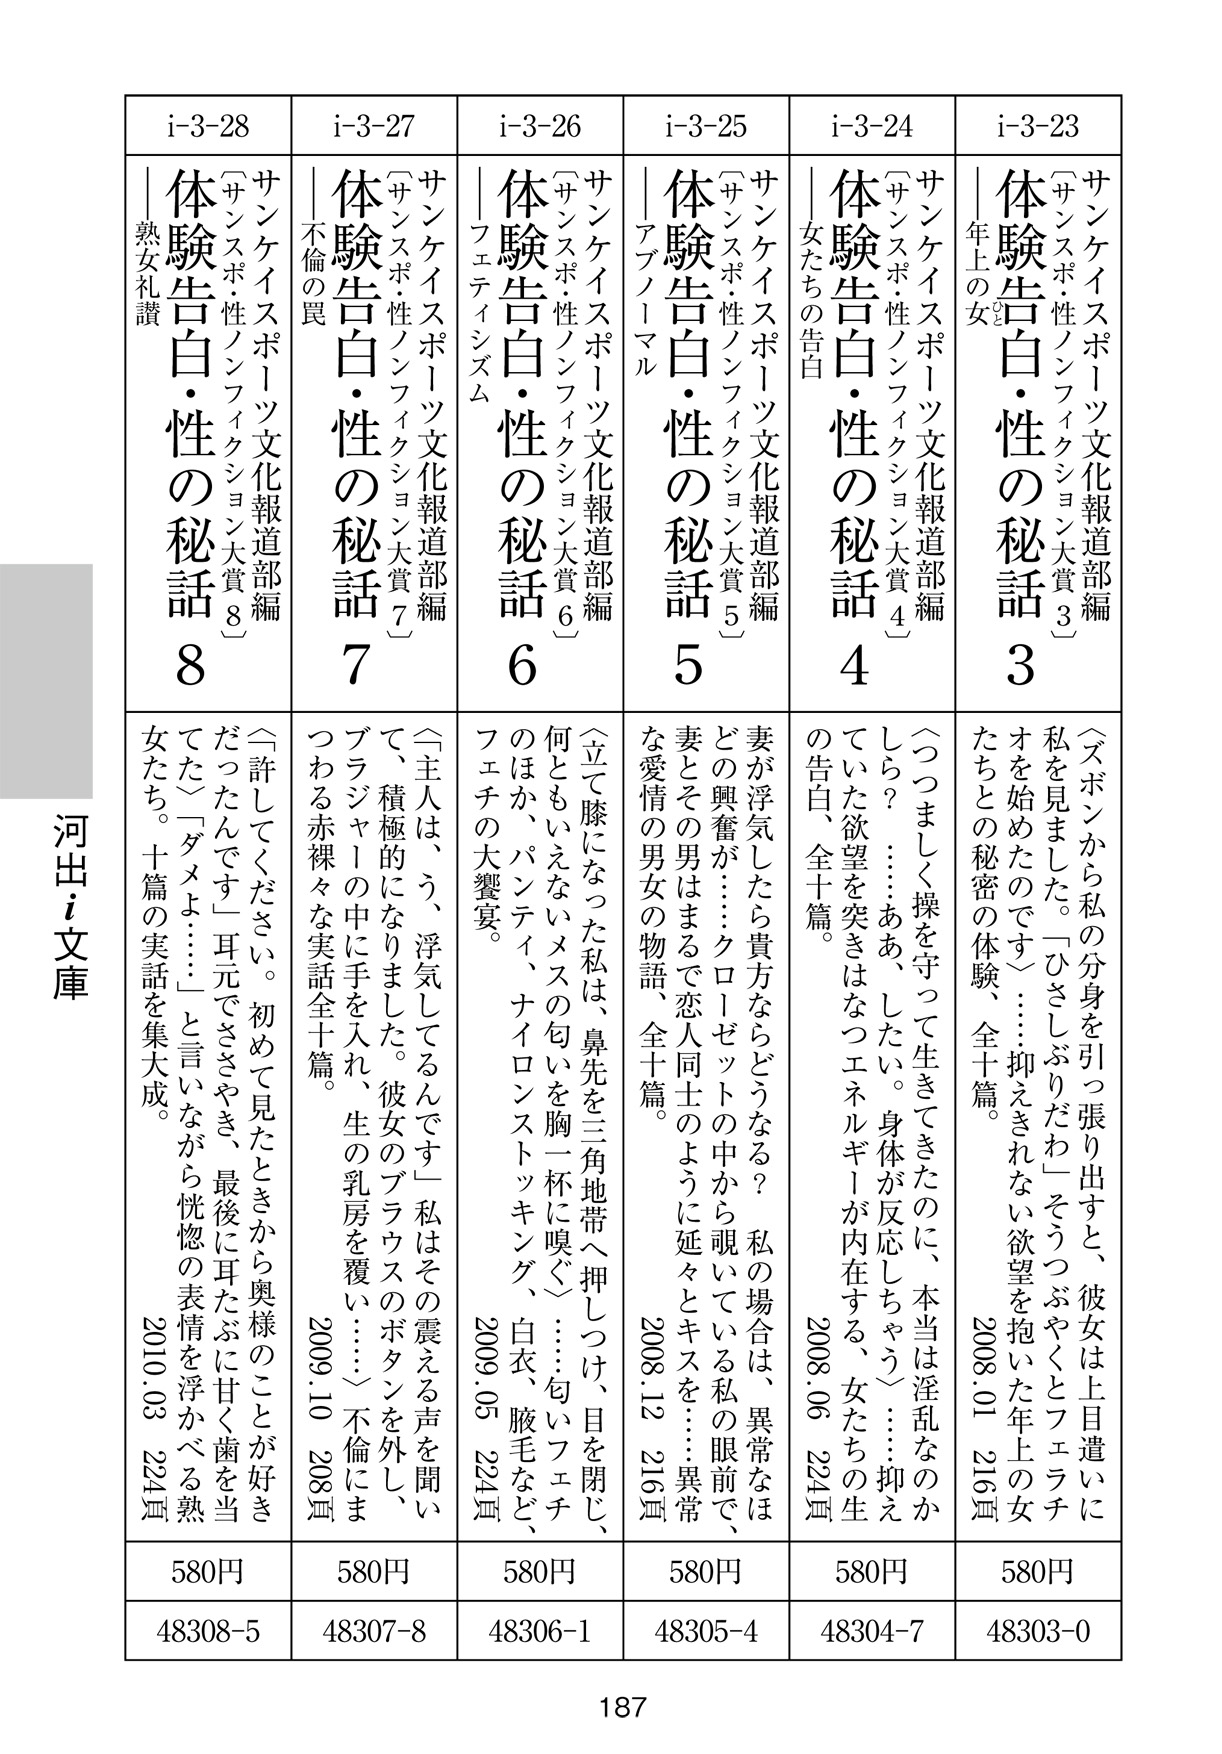 i-3-23
サンケイスポーツ文化報道部編
〔サンスポ・性ノンフィクション大賞3〕
体験告白・性の秘話 3
――年上の女
ひと
〈ズボンから私の分身を引っ張り出すと、彼女は上目遣いに
私を見ました。「ひさしぶりだわ」そうつぶやくとフェラチ
オを始めたのです〉……抑えきれない欲望を抱いた年上の女
たちとの秘密の体験、全十篇。
2008.01 216頁
580円
48303-0
i-3-24
サンケイスポーツ文化報道部編
〔サンスポ・性ノンフィクション大賞4〕
体験告白・性の秘話 4
――女たちの告白
〈つつましく操を守って生きてきたのに、本当は淫乱なのか
しら? ……ああ、したい。身体が反応しちゃう〉……抑え
ていた欲望を突きはなつエネルギーが内在する、女たちの生
の告白、全十篇。
2008.06 224頁
580円
48304-7
i-3-25
サンケイスポーツ文化報道部編
〔サンスポ・性ノンフィクション大賞5〕
体験告白・性の秘話 5
――アブノーマル
妻が浮気したら貴方ならどうなる? 私の場合は、異常なほ
どの興奮が……クローゼットの中から覗いている私の眼前で、
妻とその男はまるで恋人同士のように延々とキスを……異常
な愛情の男女の物語、全十篇。
2008.12 216頁
580円
48305-4
i-3-26
サンケイスポーツ文化報道部編
〔サンスポ・性ノンフィクション大賞6〕
体験告白・性の秘話 6
――フェティシズム
〈立て膝になった私は、鼻先を三角地帯へ押しつけ、目を閉じ、
何ともいえないメスの匂いを胸一杯に嗅ぐ〉……匂いフェチ
のほか、パンティ、ナイロンストッキング、白衣、腋毛など、
フェチの大饗宴。
2009.05 224頁
580円
48306-1
i-3-27
サンケイスポーツ文化報道部編
〔サンスポ・性ノンフィクション大賞7〕
体験告白・性の秘話 7
――不倫の罠
〈「主人は、う、浮気してるんです」私はその震える声を聞い
て、積極的になりました。彼女のブラウスのボタンを外し、
ブラジャーの中に手を入れ、生の乳房を覆い……〉不倫にま
つわる赤裸々な実話全十篇。
2009.10 208頁
580円
48307-8
i-3-28
サンケイスポーツ文化報道部編
〔サンスポ・性ノンフィクション大賞8〕
体験告白・性の秘話 8
――熟女礼讃
〈「許してください。初めて見たときから奥様のことが好き
だったんです」耳元でささやき、最後に耳たぶに甘く歯を当
てた〉「ダメよ……」と言いながら恍惚の表情を浮かべる熟
女たち。十篇の実話を集大成。
2010.03 224頁
580円
48308-5
河出i文庫
187